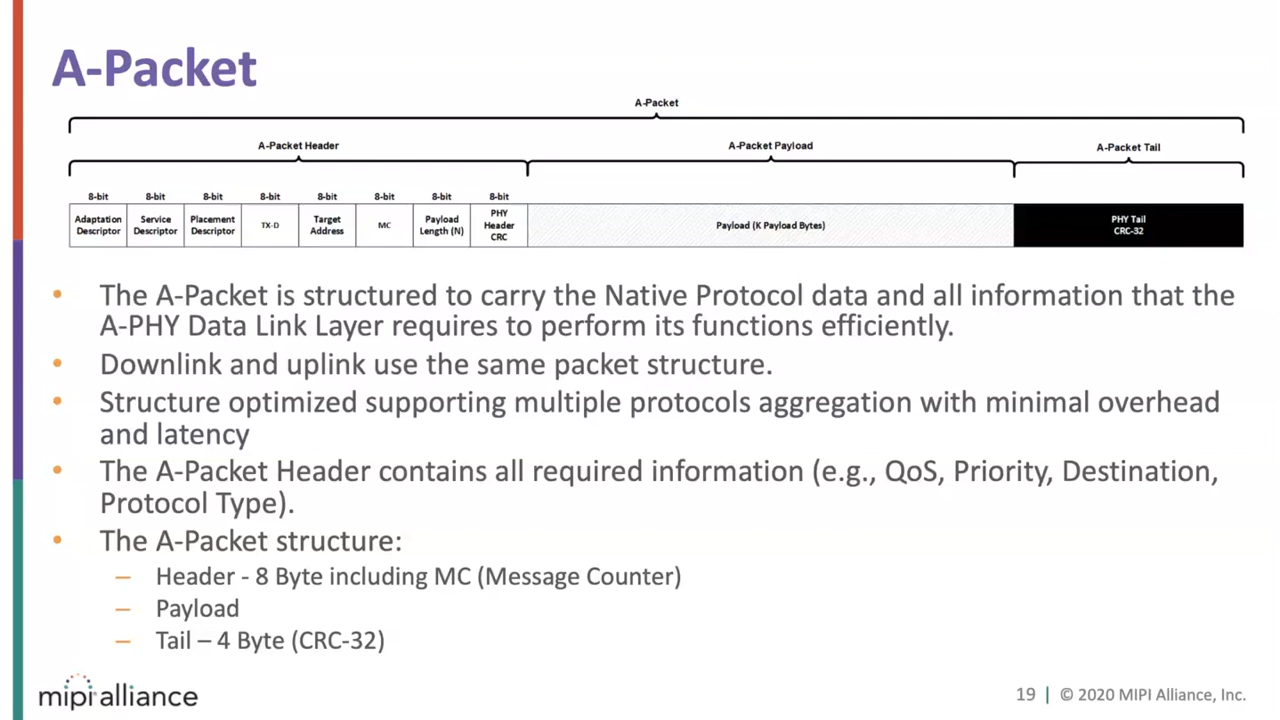 A-Packet
A-Packet
A-Packet Header
A-Packet Payload
A-Packet Tail
8-bit 8-bit 8-bit 8-bit 8-bit 8-bit 8-bit 8-bit
Adaptation Descriptor
Service Descriptor
Placement Descriptor
TX-D
Target Address
MC
Payload Length (N)
PHY Header CRC
Payload (K Payload Bytes)
PHY Tail
CRC-32
• The A-Packet is structured to carry the Native Protocol data and all information that the
A-PHY Data Link Layer requires to perform its functions efficiently.
• Downlink and uplink use the same packet structure.
• Structure optimized supporting multiple protocols aggregation with minimal overhead
and latency
• The A-Packet Header contains all required information (e.g., QoS, Priority, Destination,
Protocol Type).
• The A-Packet structure:
– Header - 8 Byte including MC (Message Counter)
– Payload
– Tail – 4 Byte (CRC-32)
mipi alliance
19 | © 2020 MIPI Alliance, Inc.